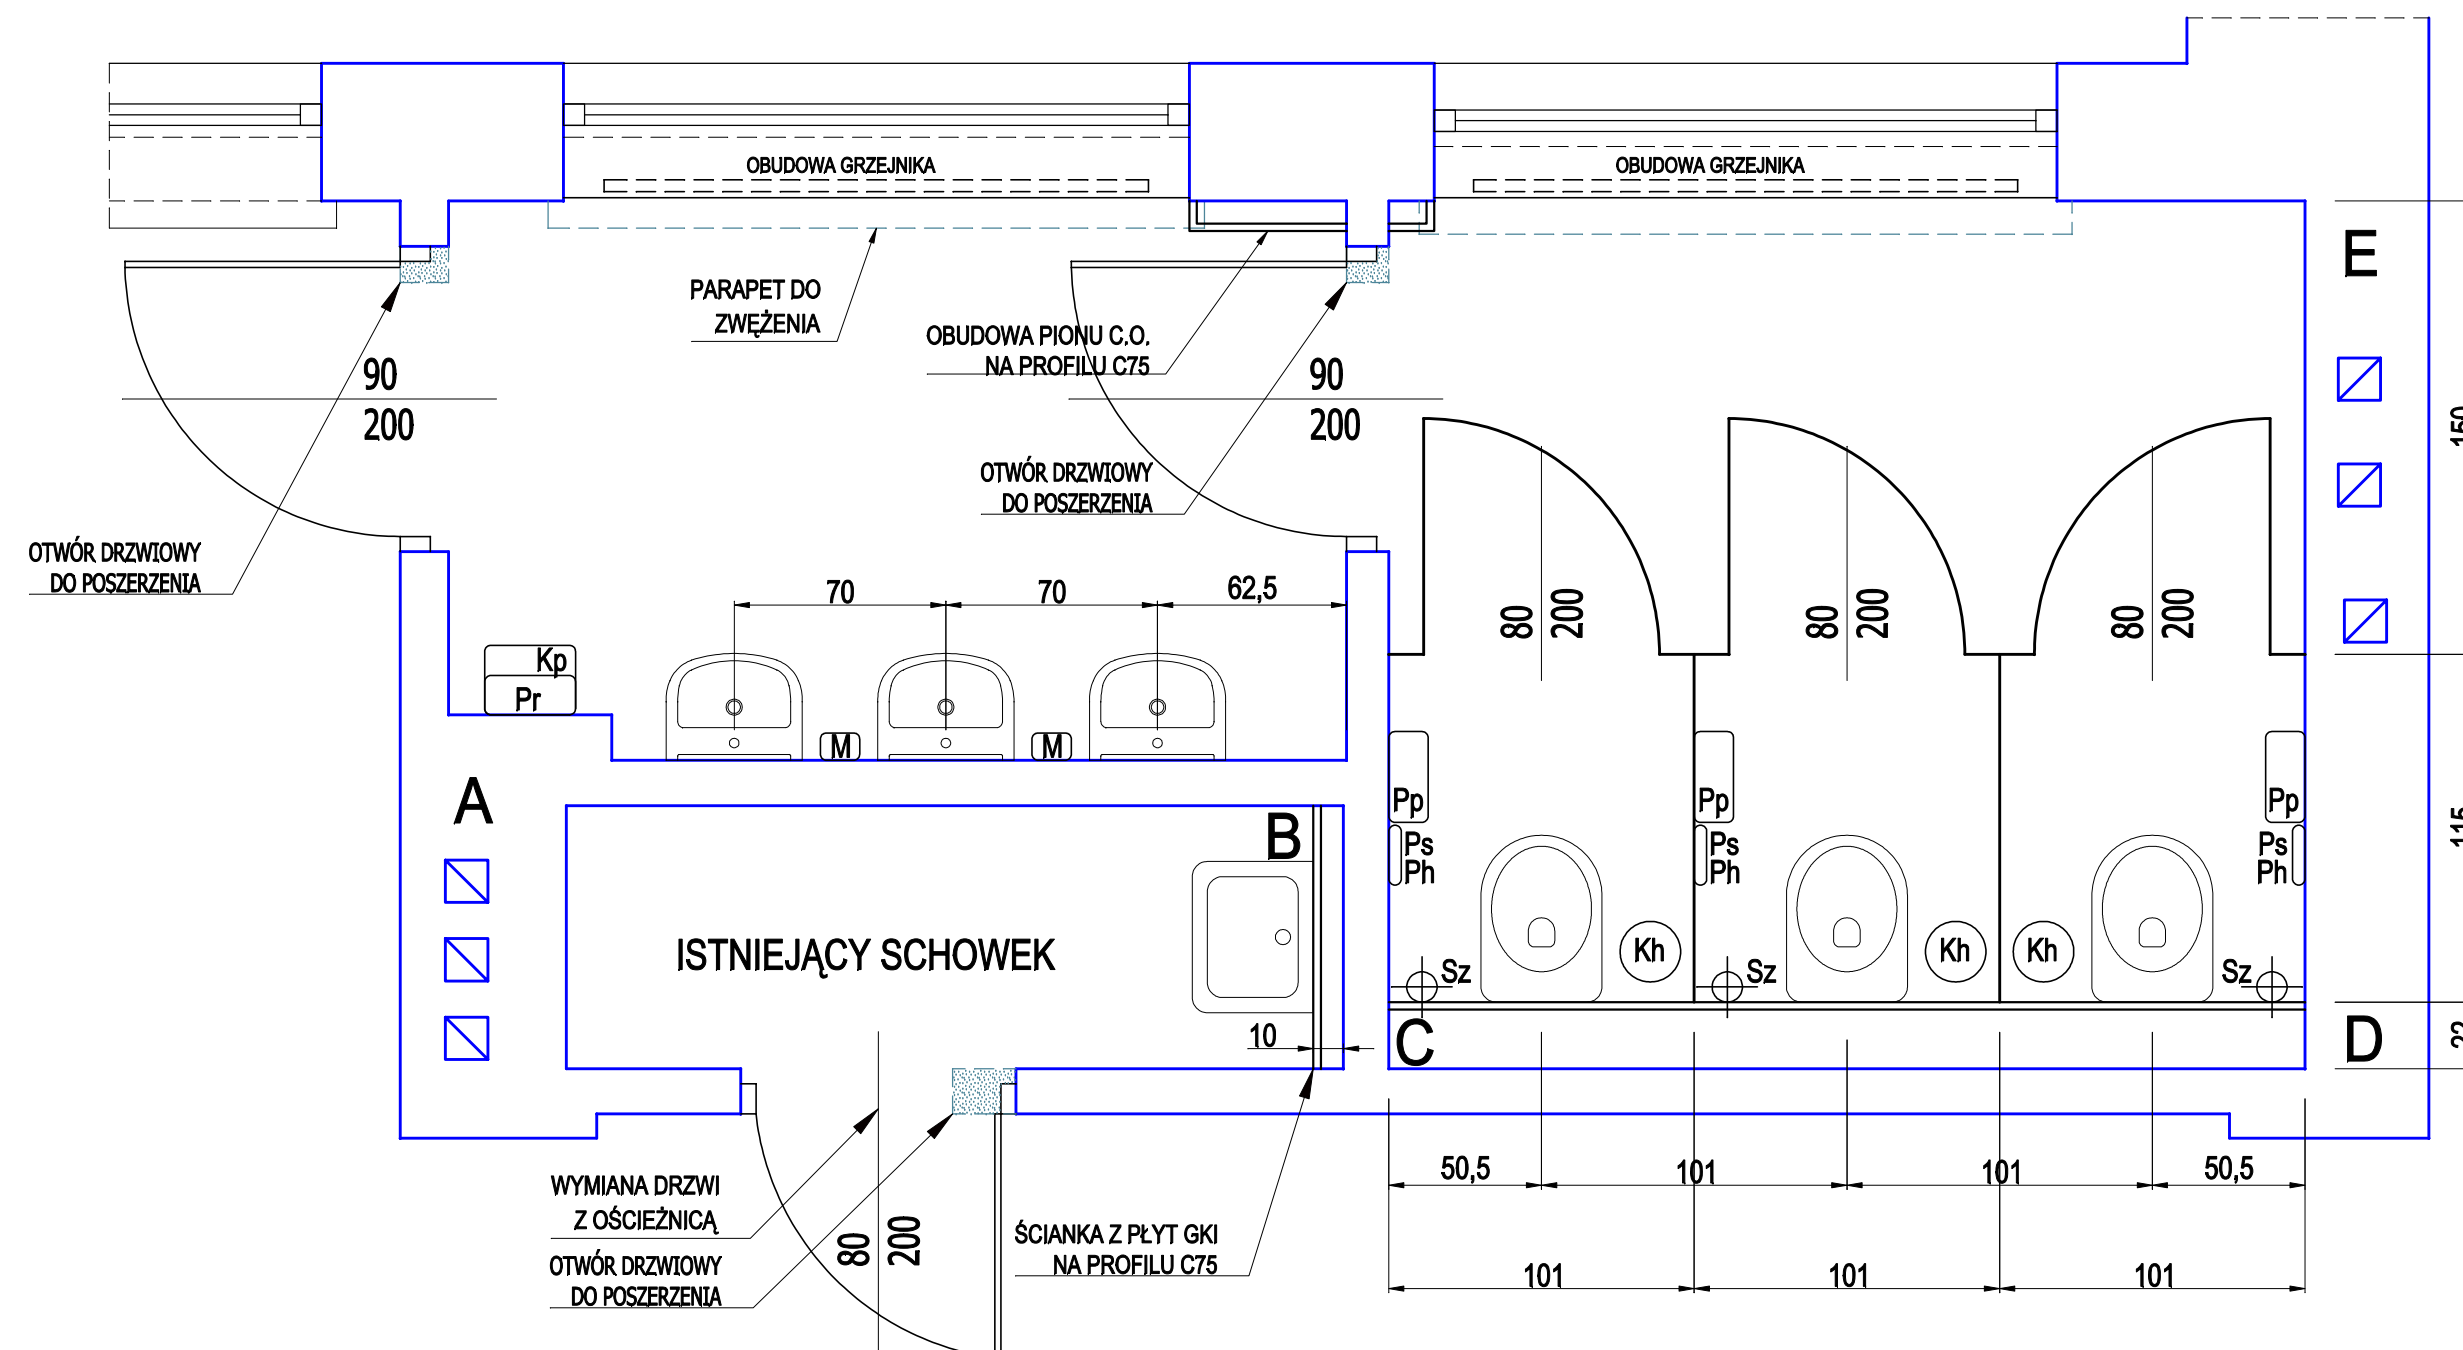 OBUDOWA GRZEJNIKA
OBUDOWA GRZEJNIKA
E
PARAPET DO
ZWĘŻENIA
OBUDOWA PIONU C.O.
NA PROFILU C75
90
200
90
200
150
OTWÓR DRZWIOWY
DO POSZERZENIA
OTWÓR DRZWIOWY
DO POSZERZENIA
70
70
62,5
80
200
80
200
80
200
Kp
Pr
M
M
A
B
Pp
Pp
Pp
115
Ps
Ph
Ps
Ph
Ps
Ph
ISTNIEJĄCY SCHOWEK
Kh
Kh
Kh
Sz
Sz
Sz
10
C
D
WYMIANA DRZWI
Z OŚCIEŻNICĄ
OTWÓR DRZWIOWY
DO POSZERZENIA
80
200
ŚCIANKA Z PŁYT GKI
NA PROFILU C75
50,5
101
101
50,5
101
101
101